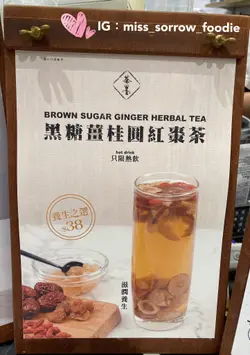 IG：miss_sorrow_foodie
BROWN SUGAR GINGER HERBAL TEA
黑糖薑桂圓紅棗茶
hot drink
只限熱飲
養生之選
$38
滋潤養生